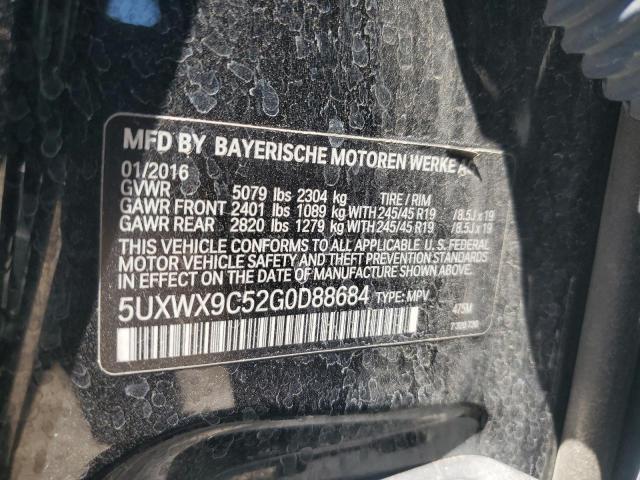 MFD BY BAYERISCHE MOTOREN WERKE AG
01/2016
GVWR 5079 lbs 2304 kg TIRE / RIM
GAWR FRONT 2401 lbs 1089 kg WITH 245/45 R19 / 8.5J x 19
GAWR REAR 2820 lbs 1279 kg WITH 245/45 R19 / 8.5J x 19
THIS VEHICLE CONFORMS TO ALL APPLICABLE U. S. FEDERAL
MOTOR VEHICLE SAFETY AND THEFT PREVENTION STANDARDS
IN EFFECT ON THE DATE OF MANUFACTURE SHOWN ABOVE.
5UXWX9C52G0D88684 TYPE: MPV 475M